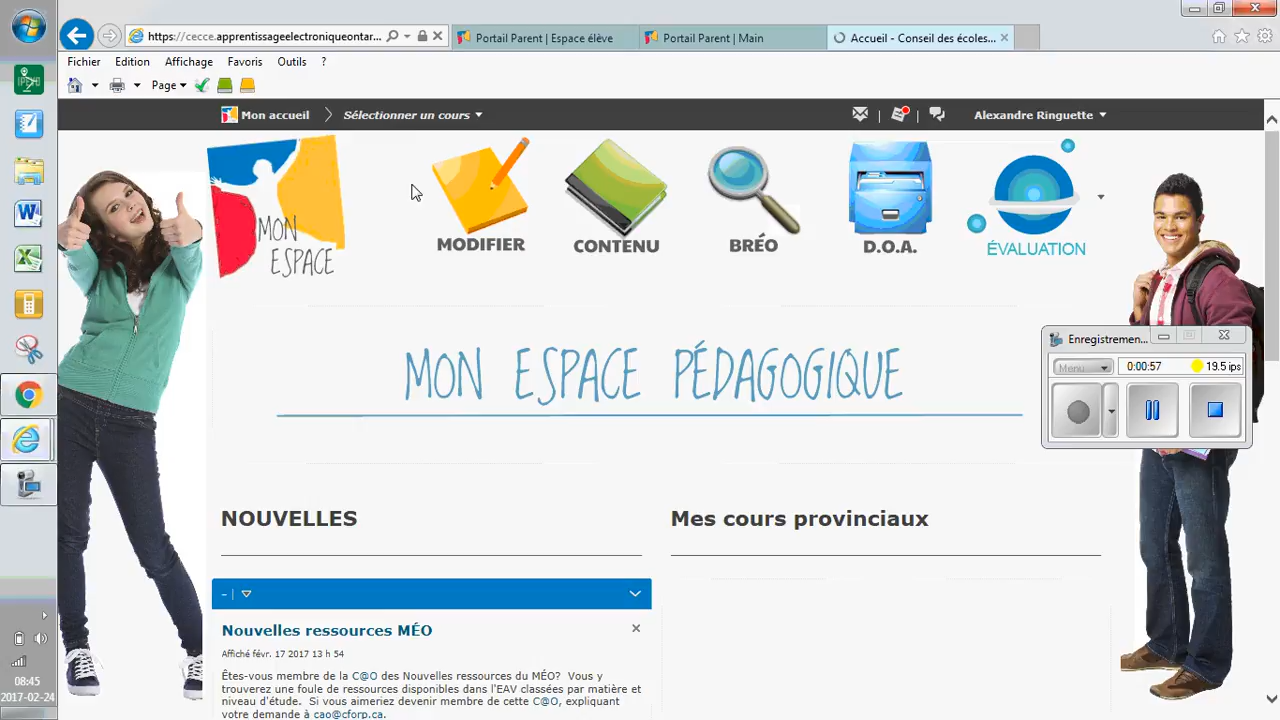 https://cecce.apprentissageelectroniqueontar...
Portail Parent | Espace élève
Portail Parent | Main
Accueil - Conseil des écoles...
Fichier Edition Affichage Favoris Outils ?
Page
Mon accueil Sélectionner un cours Alexandre Ringuette
MON ESPACE
MODIFIER
CONTENU
BRÉO
D.O.A.
ÉVALUATION
Enregistremen...
Menu 0:00:57 19.5 ips
MON ESPACE PÉDAGOGIQUE
NOUVELLES
Mes cours provinciaux
Nouvelles ressources MÉO
Affiché févr. 17 2017 13 h 54
Êtes-vous membre de la C@O des Nouvelles ressources du MÉO? Vous y
trouverez une foule de ressources disponibles dans l'EAV classées par matière et
niveau d'étude. Si vous aimeriez devenir membre de cette C@O, expliquant
votre demande à cao@cforp.ca.
08:45
2017-02-24